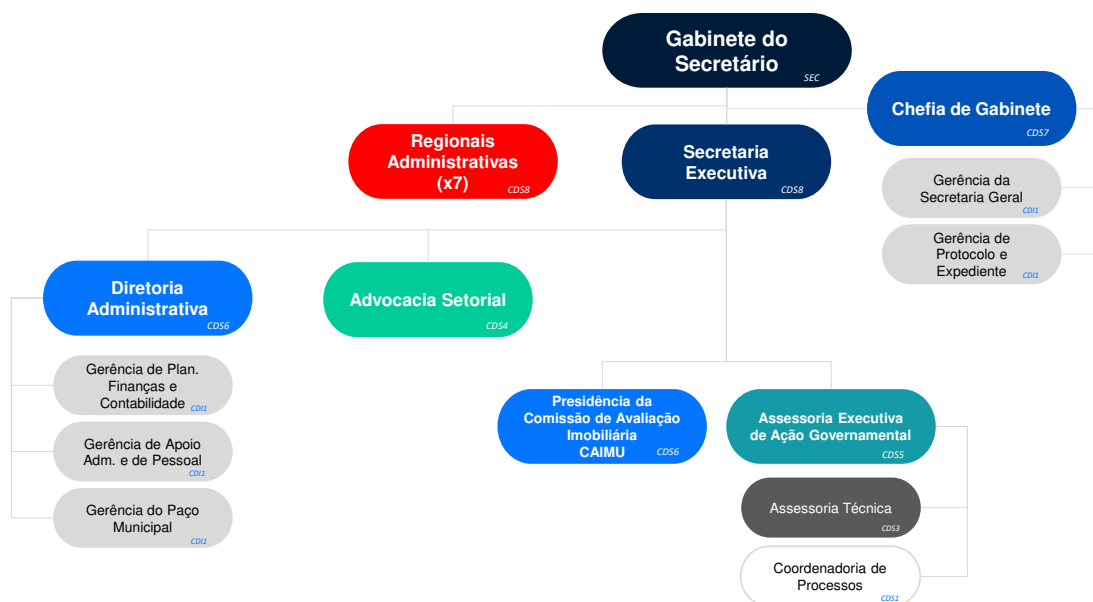 Gabinete do
Secretário
SEC
Chefia de Gabinete
CDS7
Regionais
Administrativas
(x7)
CDS8
Secretaria
Executiva
CDS8
Gerência da
Secretaria Geral
CDI1
Gerência de
Protocolo e
Expediente
CDI1
Diretoria
Administrativa
CDS6
Advocacia Setorial
CDS4
Gerência de Plan.
Finanças e
Contabilidade
CDI1
Gerência de Apoio
Adm. e de Pessoal
CDI1
Gerência do Paço
Municipal
CDI1
Presidência da
Comissão de Avaliação
Imobiliária
CAIMU
CDS6
Assessoria Executiva
de Ação Governamental
CDS5
Assessoria Técnica
CDS3
Coordenadoria de
Processos
CDS1